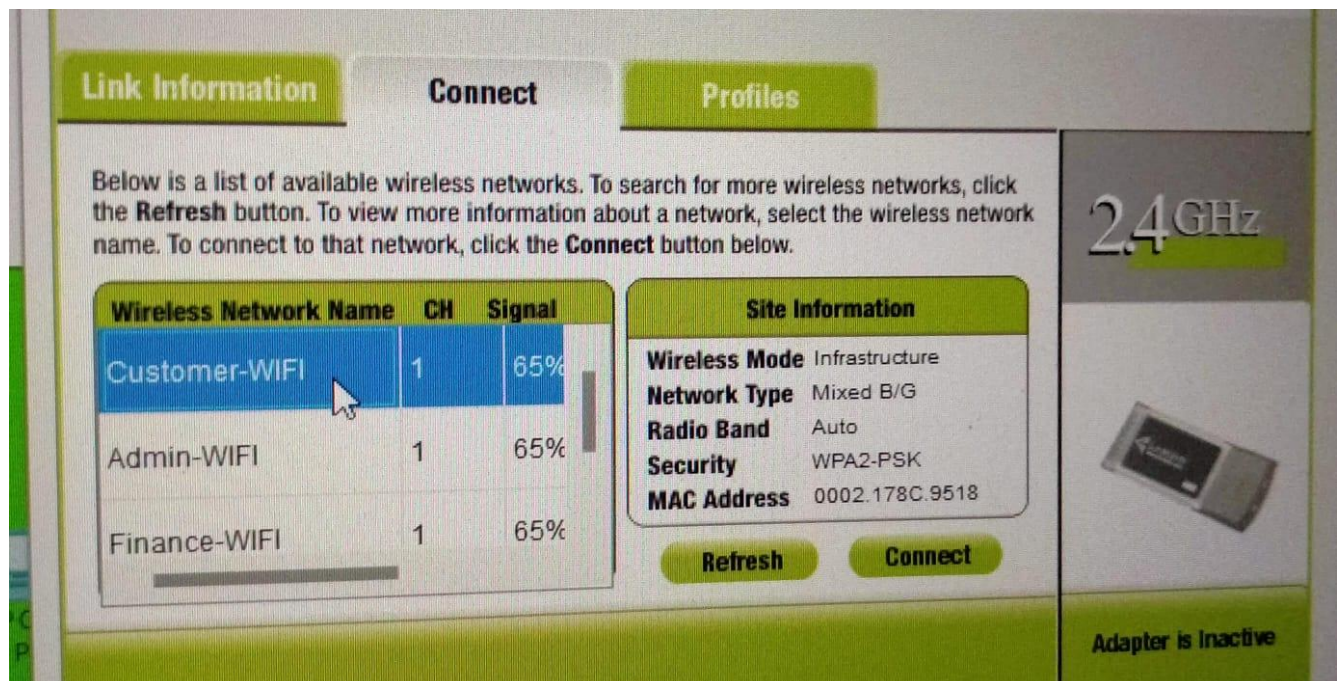 Link Information
Connect
Profiles
Below is a list of available wireless networks. To search for more wireless networks, click
the Refresh button. To view more information about a network, select the wireless network
name. To connect to that network, click the Connect button below.
2.4 GHz
Wireless Network Name CH Signal
Customer-WIFI 1 65%
Admin-WIFI 1 65%
Finance-WIFI 1 65%
Site Information
Wireless Mode Infrastructure
Network Type Mixed B/G
Radio Band Auto
Security WPA2-PSK
MAC Address 0002.178C.9518
Refresh
Connect
Adapter is Inactive